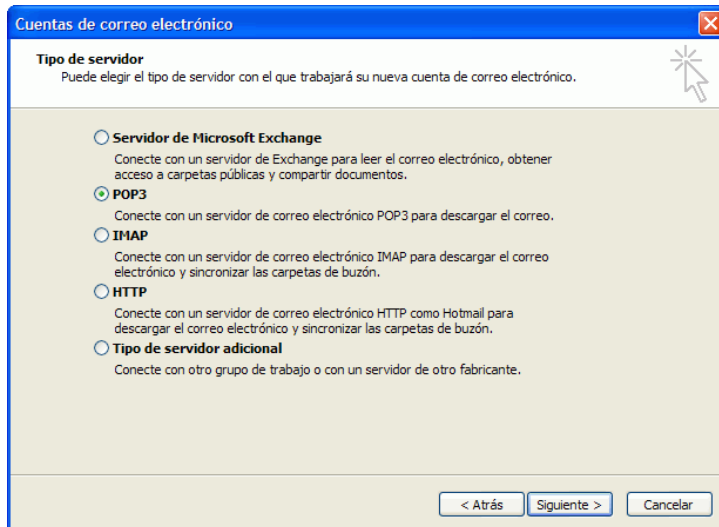 Cuentas de correo electrónico
Tipo de servidor
Puede elegir el tipo de servidor con el que trabajará su nueva cuenta de correo electrónico.
Servidor de Microsoft Exchange
Conecte con un servidor de Exchange para leer el correo electrónico, obtener
acceso a carpetas públicas y compartir documentos.
POP3
Conecte con un servidor de correo electrónico POP3 para descargar el correo.
IMAP
Conecte con un servidor de correo electrónico IMAP para descargar el correo
electrónico y sincronizar las carpetas de buzón.
HTTP
Conecte con un servidor de correo electrónico HTTP como Hotmail para
descargar el correo electrónico y sincronizar las carpetas de buzón.
Tipo de servidor adicional
Conecte con otro grupo de trabajo o con un servidor de otro fabricante.
< Atrás Siguiente > Cancelar